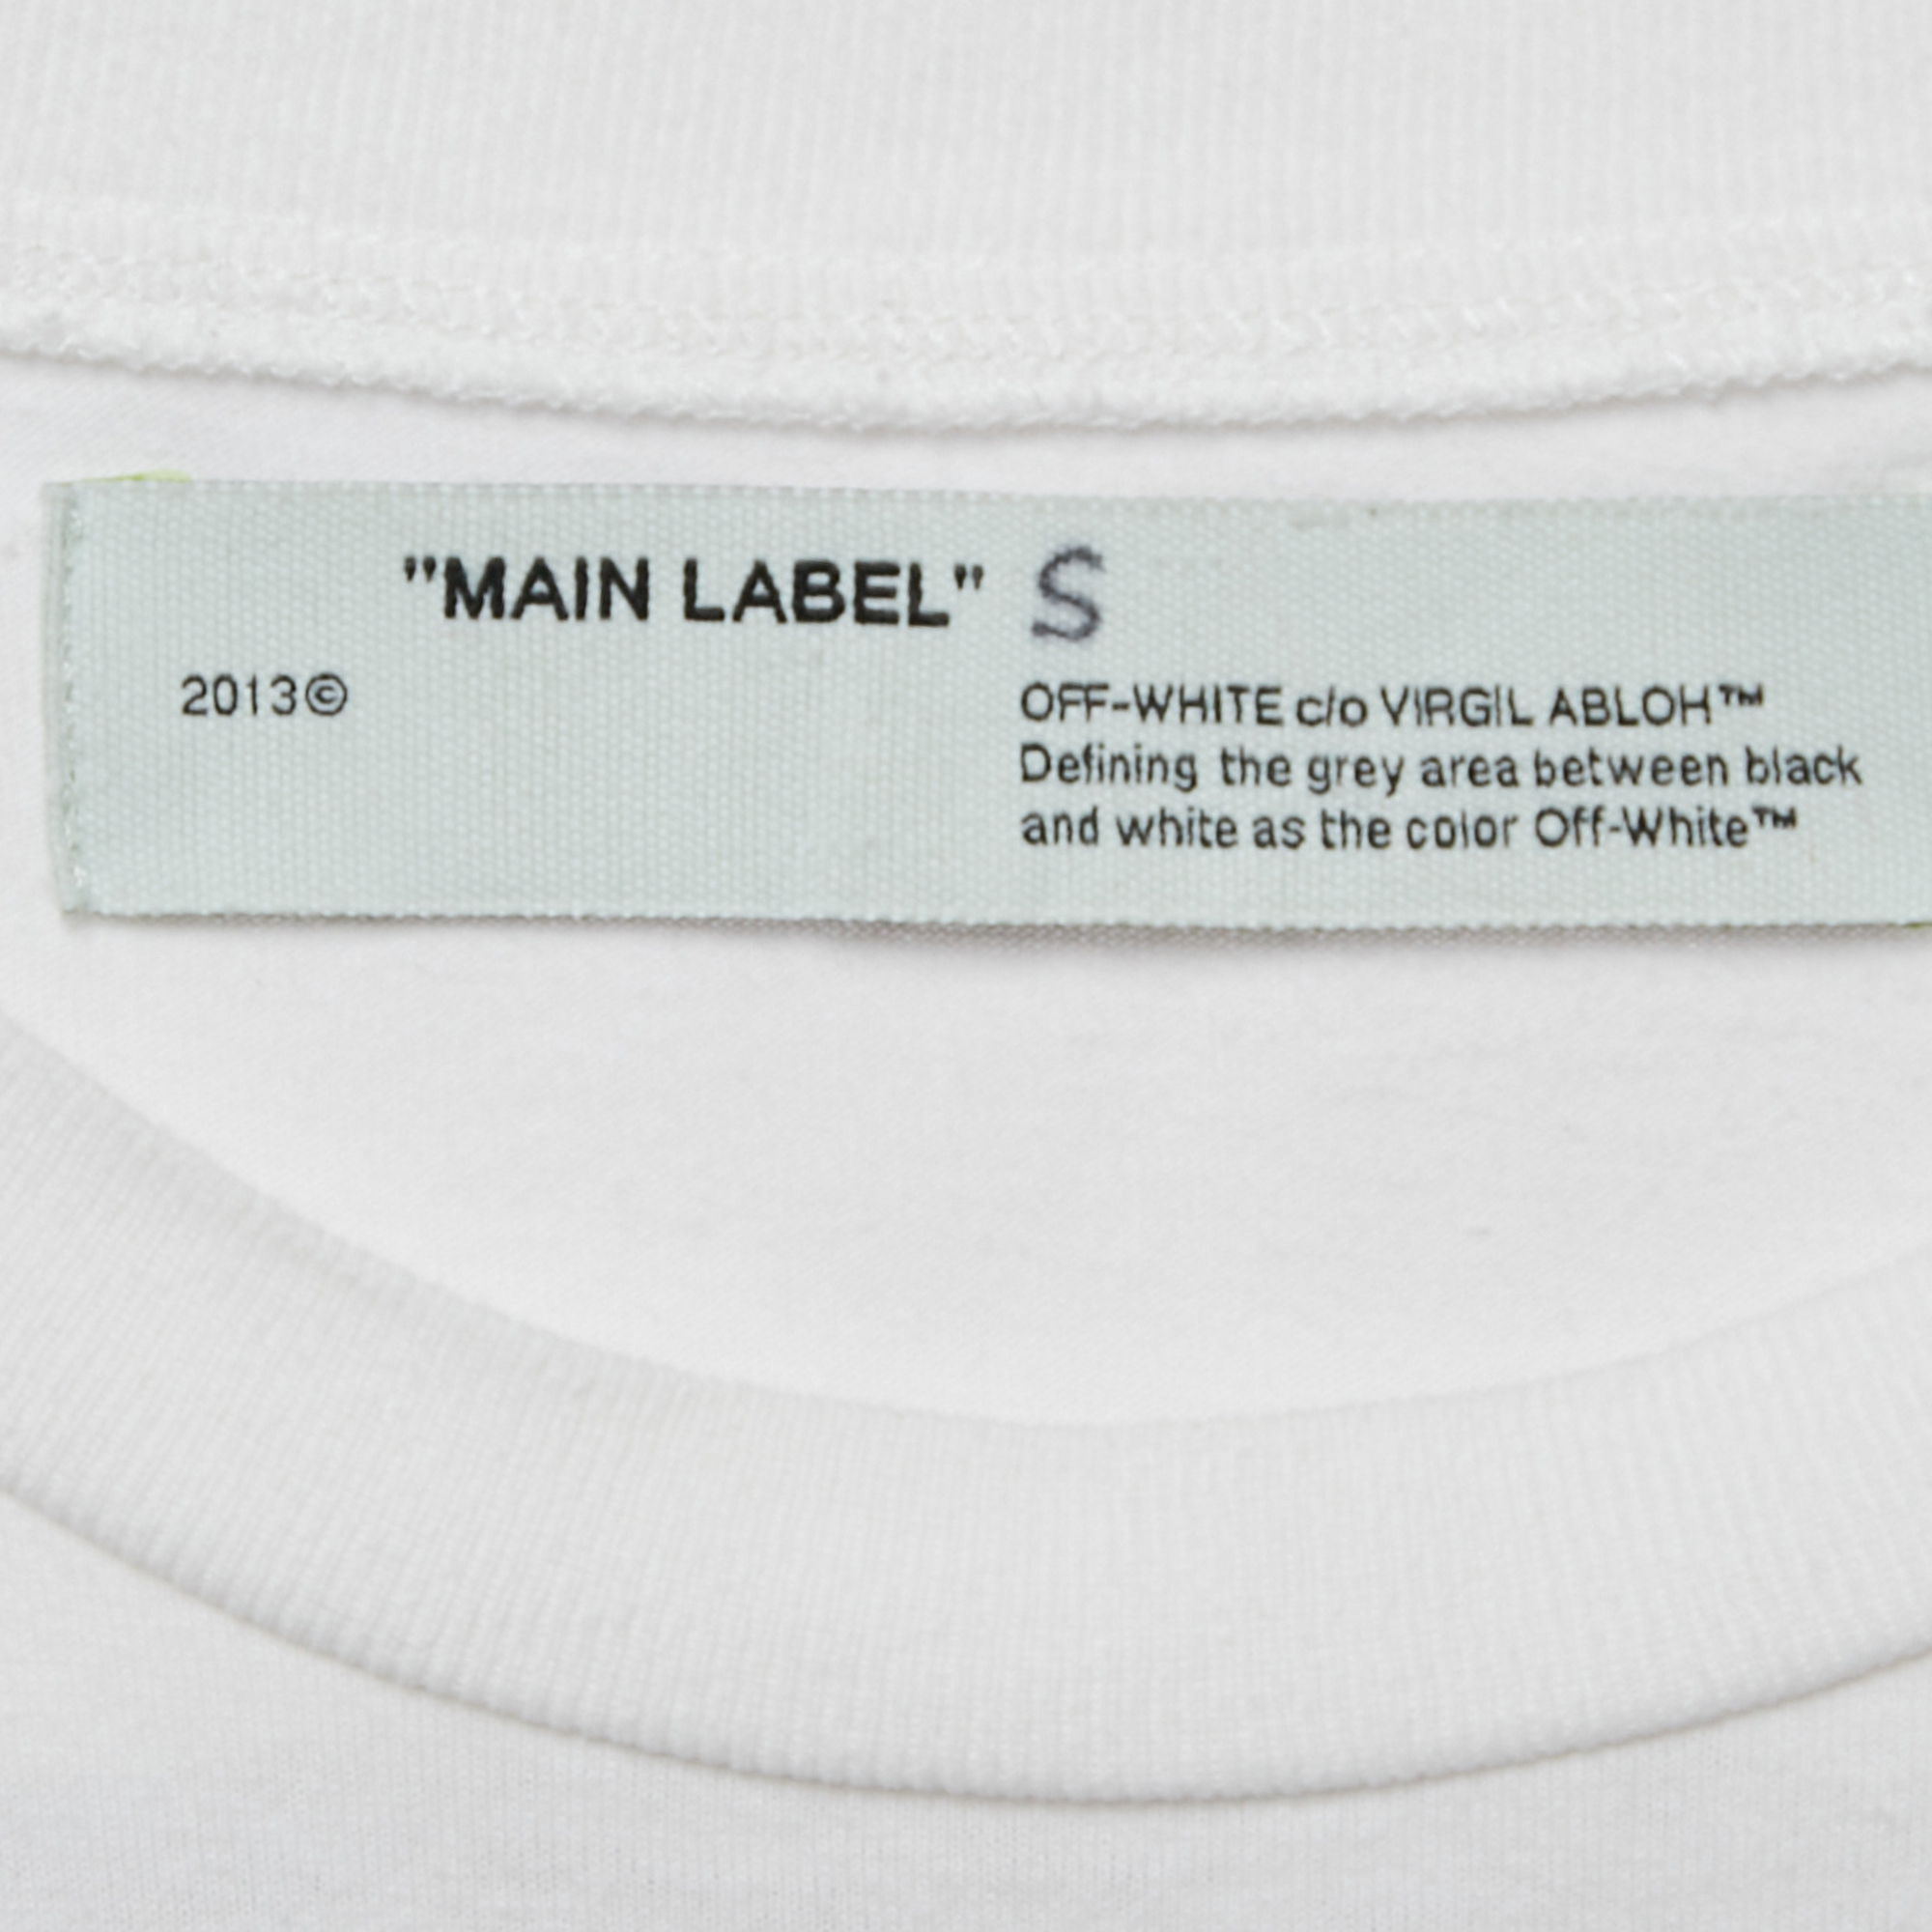 "MAIN LABEL" S
2013©
OFF-WHITE c/o VIRGIL ABLOH™
Defining the grey area between black
and white as the color Off-White™